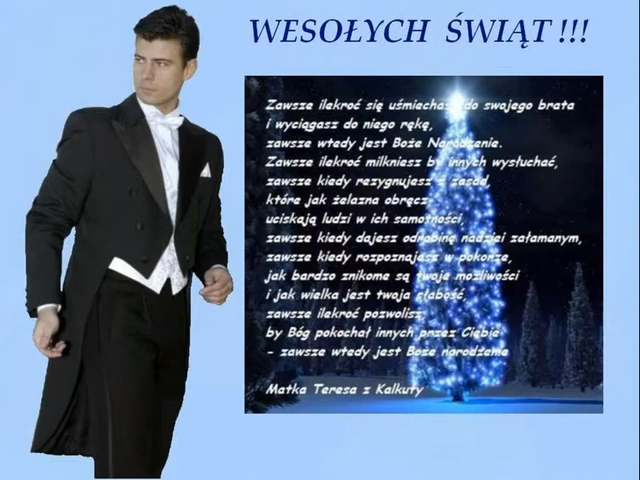 WESOŁYCH ŚWIĄT !!!
Zawsze ilekroć się uśmiechasz do swojego brata
i wyciągasz do niego rękę,
zawsze wtedy jest Boże Narodzenie.
Zawsze ilekroć milkniesz by innych wysłuchać,
zawsze kiedy rezygnujesz z zasad,
które jak żelazna obręcz
uciskają ludzi w ich samotności,
zawsze kiedy dajesz odrobinę nadziei załamanym,
zawsze kiedy rozpoznajesz w pokorze,
jak bardzo znikome są twoje możliwości
i jak wielka jest twoja słabość,
zawsze ilekroć pozwolisz
by Bóg pokochał innych przez Ciebie
- zawsze wtedy jest Boże narodzenie
Matka Teresa z Kalkuty